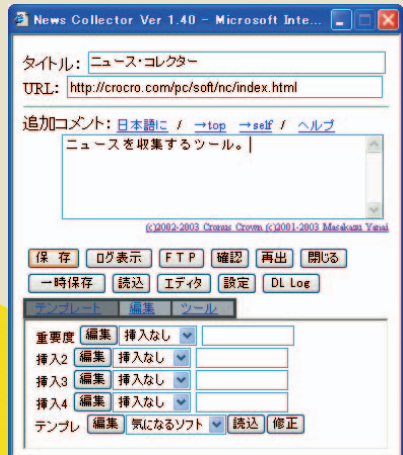 News Collector Ver 1.40 - Microsoft Inte...
タイトル: ニュース・コレクター
URL: http://crocro.com/pc/soft/nc/index.html
追加コメント: 日本語に / →top →self / ヘルプ
ニュースを収集するツール。
(c)2002-2003 Cronus Crown (c)2001-2003 Masakazu Yanai
保 存 ログ表示 FTP 確認 再出 閉じる
一時保存 読込 エディタ 設定 DL Log
テンプレート 編集 ツール
重要度 編集 挿入なし
挿入2 編集 挿入なし
挿入3 編集 挿入なし
挿入4 編集 挿入なし
テンプレ 編集 気になるソフト 読込 修正